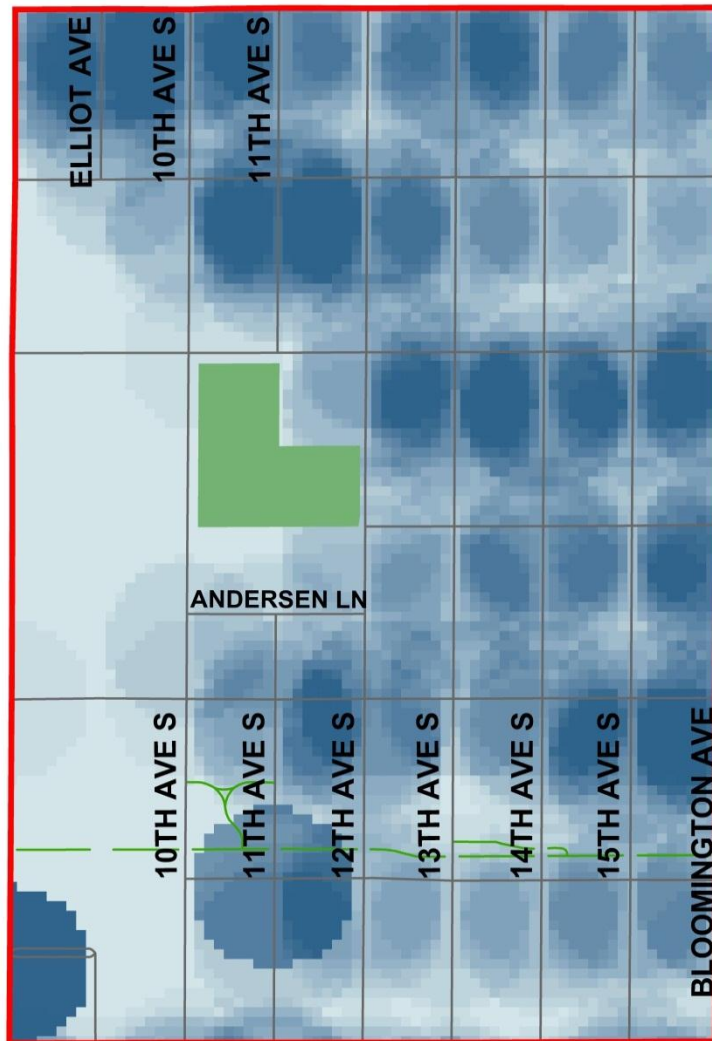 ELLIOT AVE
10TH AVE S
11TH AVE S
ANDERSEN LN
10TH AVE S
11TH AVE S
12TH AVE S
13TH AVE S
14TH AVE S
15TH AVE S
BLOOMINGTON AVE